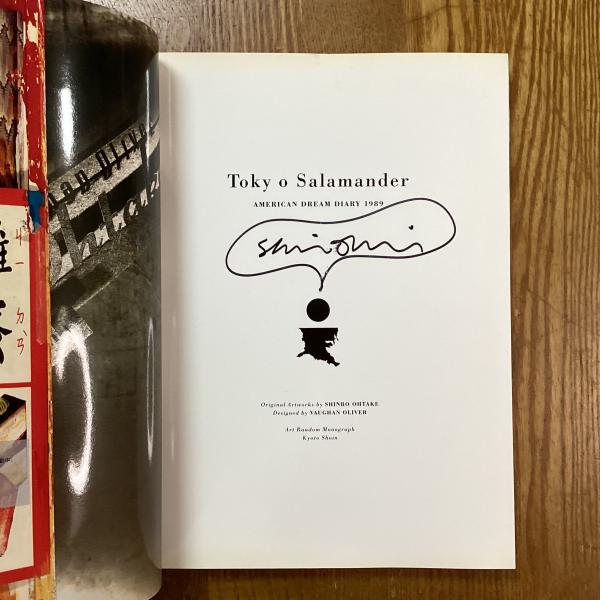 Toky o Salamander
AMERICAN DREAM DIARY 1989
Original Artworks by SHINRO OHTAKE
Designed by VAUGHAN OLIVER
Art Random Monograph
Kyoto Shoin